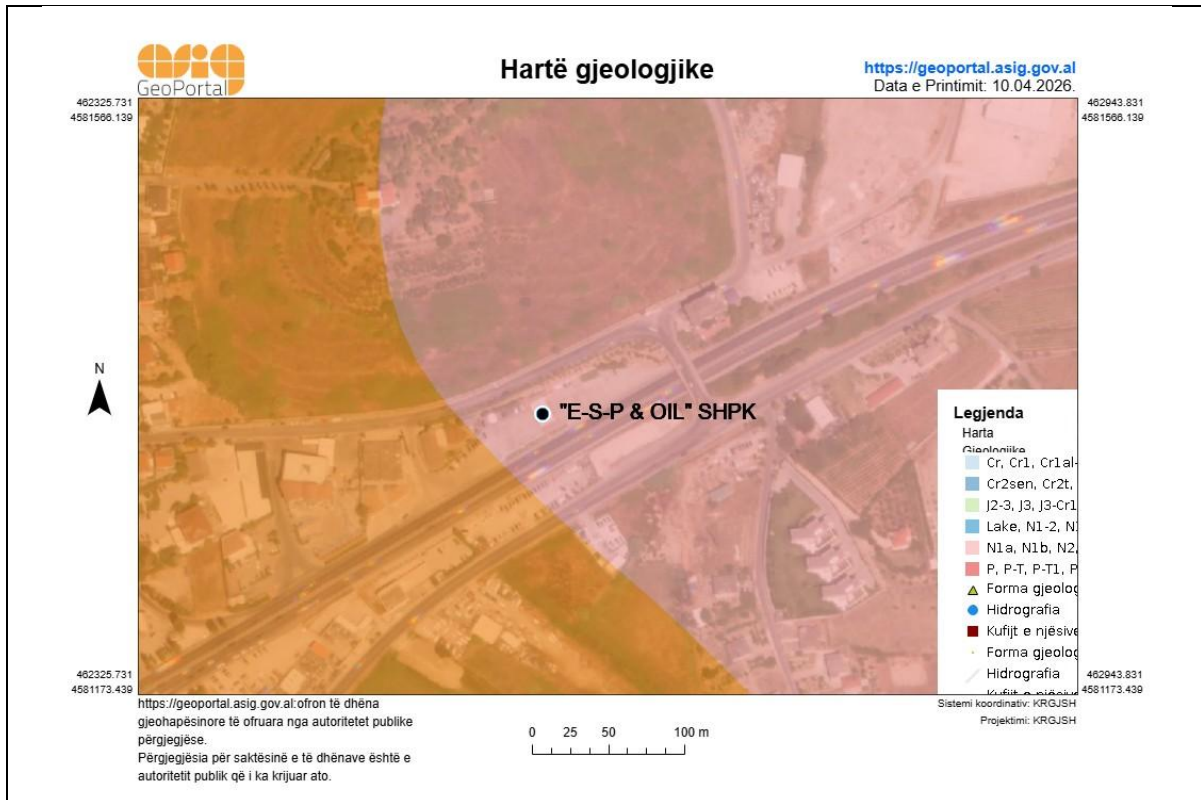 asig
GeoPortal
Hartë gjeologjike
https://geoportal.asig.gov.al
Data e Printimit: 10.04.2026.
462325.731
4581566.139
462943.831
4581566.139
N
"E-S-P & OIL" SHPK
Legjenda
Harta
Gjeologjike
Cr, Cr1, Cr1al-
Cr2sen, Cr2t,
J2-3, J3, J3-Cr1
Lake, N1-2, N
N1a, N1b, N2,
P, P-T, P-T1, P
Forma gjeolog
Hidrografia
Kufijt e njësive
Forma gjeolog
Hidrografia
Kufijt e njësive
462325.731
4581173.439
462943.831
4581173.439
https://geoportal.asig.gov.al:ofron të dhëna
gjeohapësinore të ofruara nga autoritetet publike
përgjegjëse.
Përgjegjësia për saktësinë e të dhënave është e
autoritetit publik që i ka krijuar ato.
0 25 50 100 m
Sistemi koordinativ: KRGJSH
Projektimi: KRGJSH